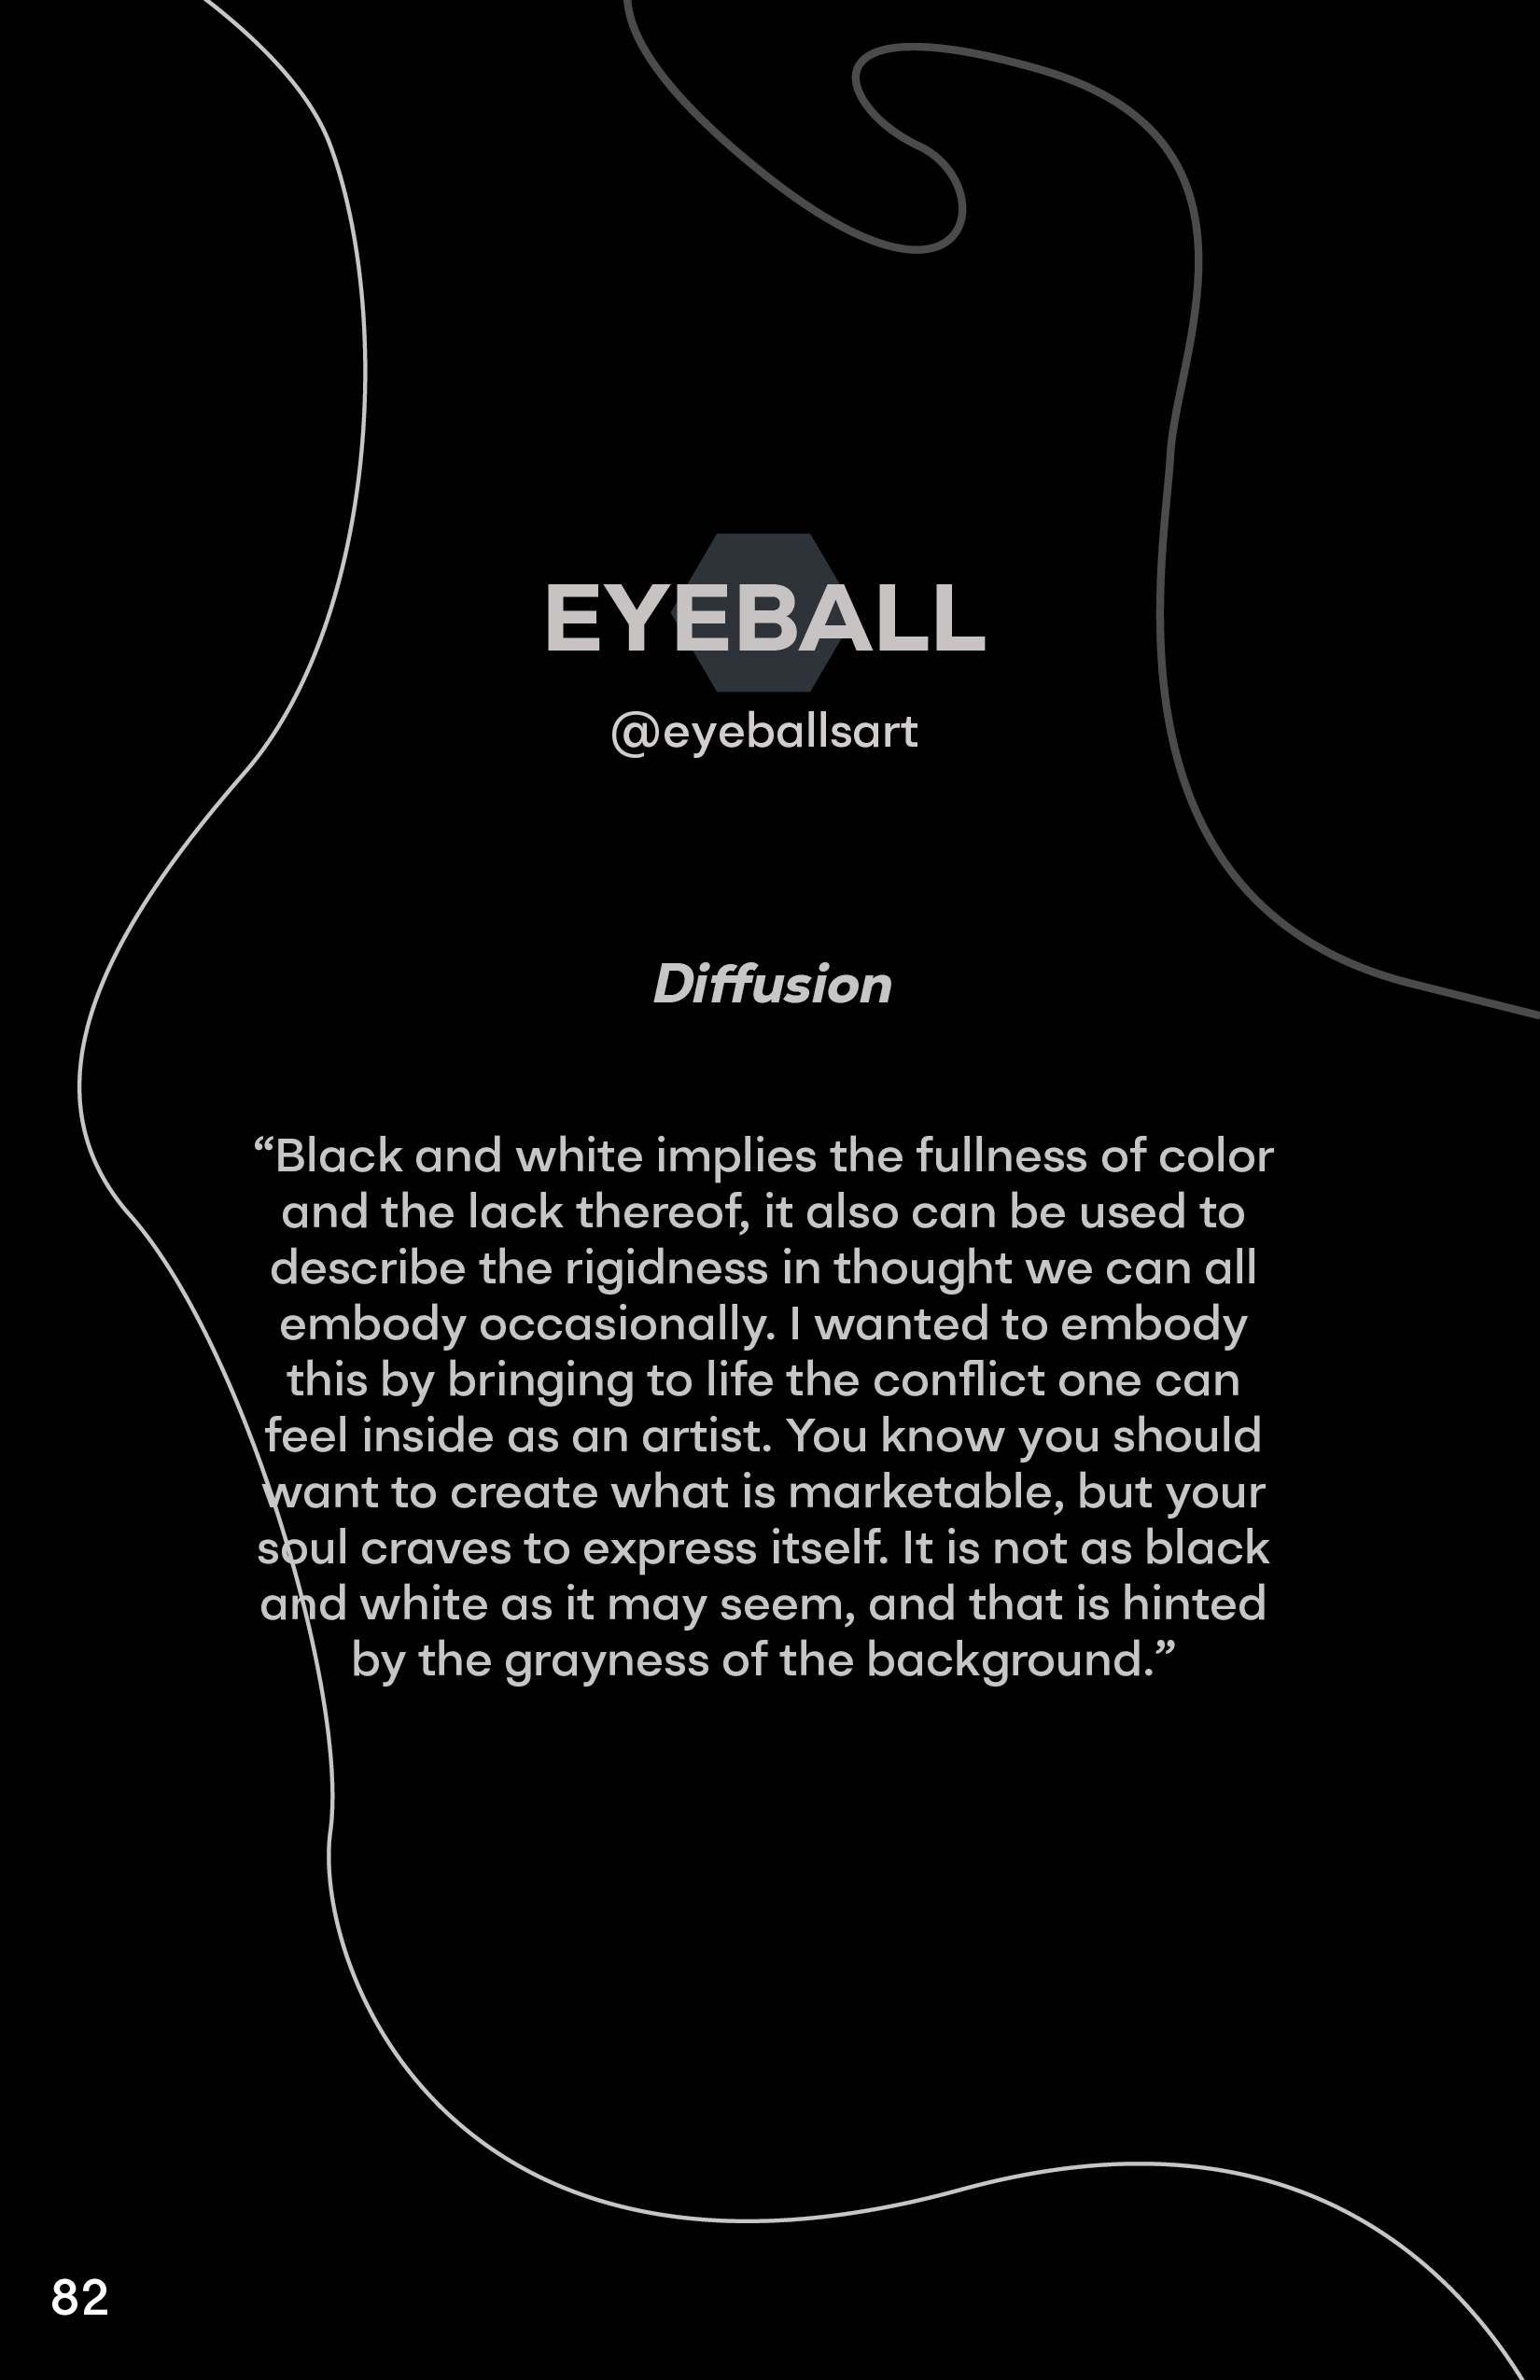 EYEBALL
@eyeballsart
Diffusion
“Black and white implies the fullness of color
and the lack thereof, it also can be used to
describe the rigidness in thought we can all
embody occasionally. I wanted to embody
this by bringing to life the conflict one can
feel inside as an artist. You know you should
want to create what is marketable, but your
soul craves to express itself. It is not as black
and white as it may seem, and that is hinted
by the grayness of the background.”
82